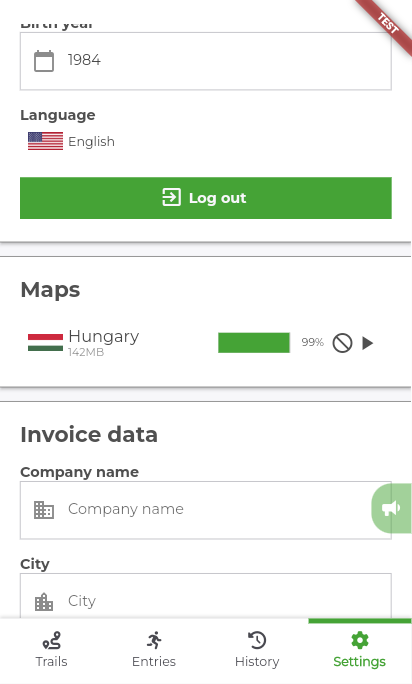 TEST
Birth year
1984
Language
English
Log out
Maps
Hungary
142MB
99%
Invoice data
Company name
Company name
City
City
Trails
Entries
History
Settings